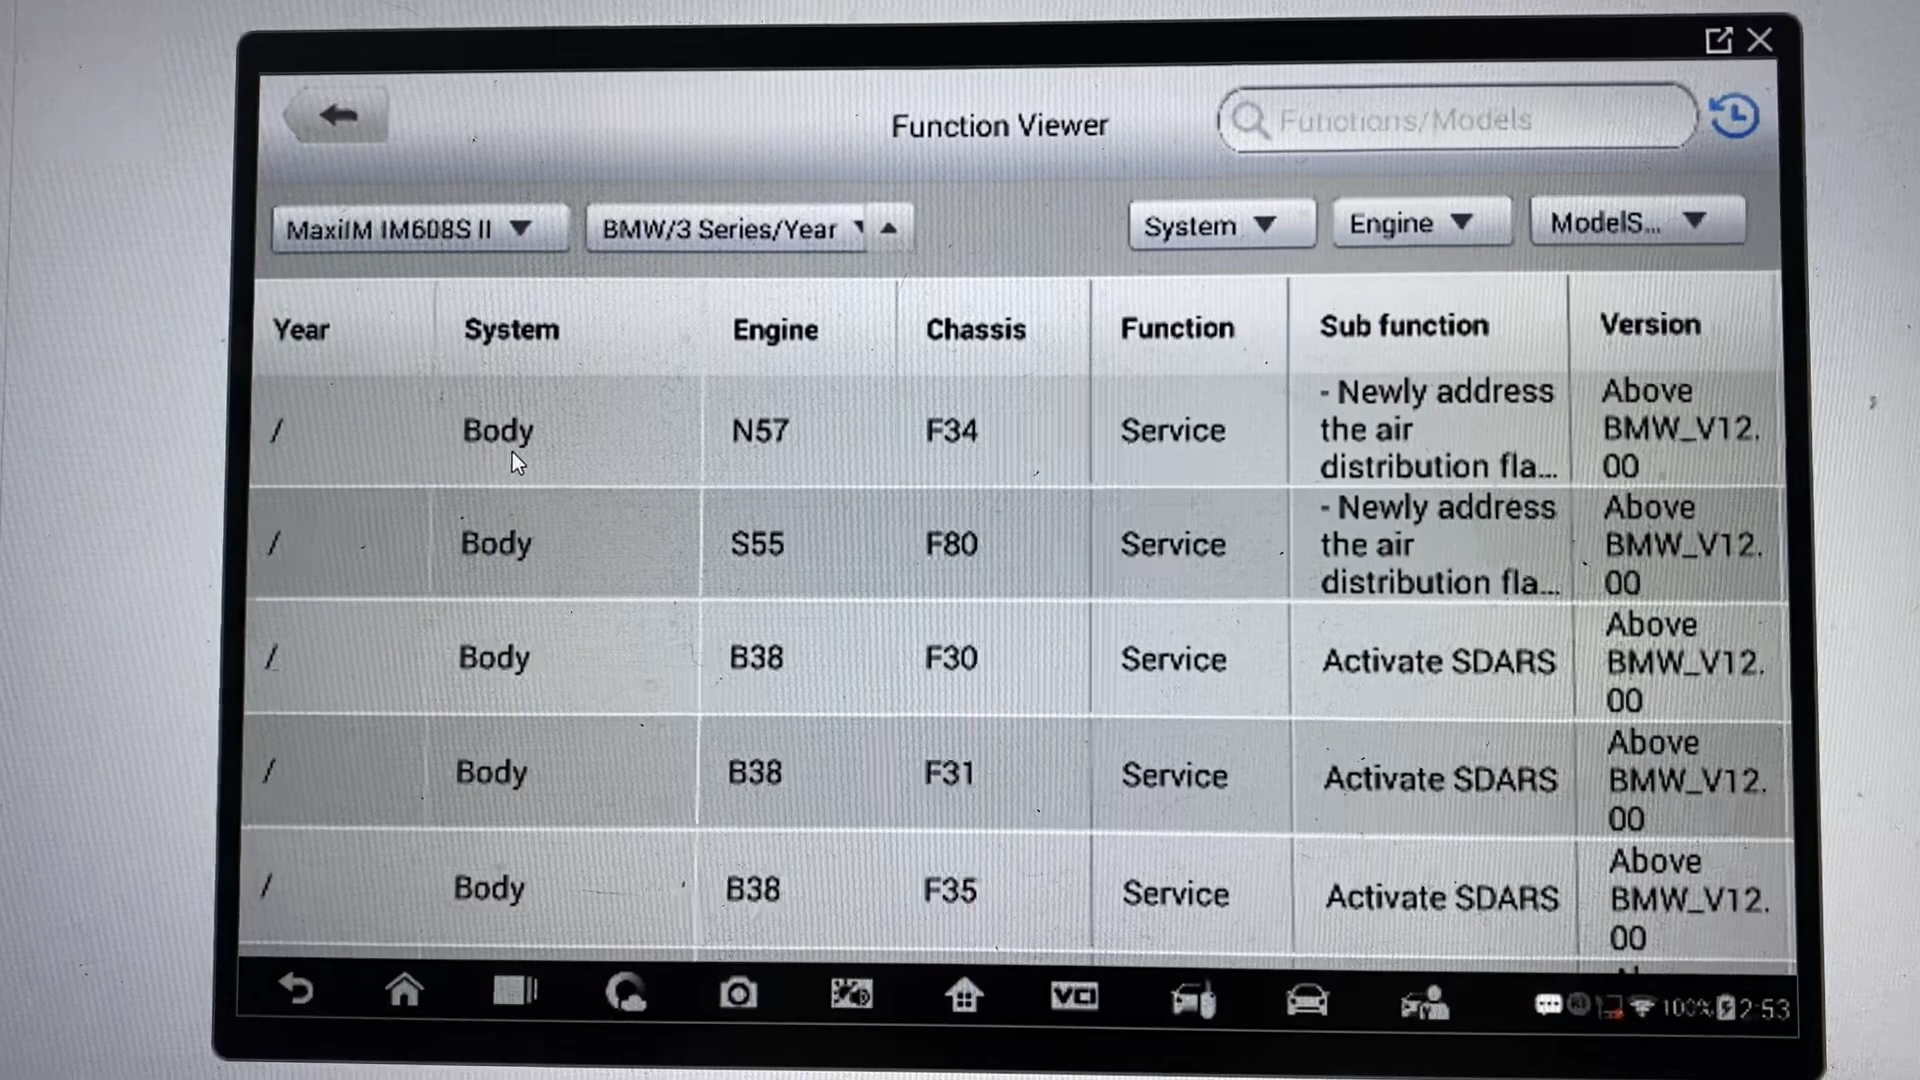 Function Viewer
Functions/Models
MaxiIM IM608S II
BMW/3 Series/Year
System
Engine
ModelS...
Year System Engine Chassis Function Sub function Version
/ Body N57 F34 Service - Newly address the air distribution fla... Above BMW_V12.00
/ Body S55 F80 Service - Newly address the air distribution fla... Above BMW_V12.00
/ Body B38 F30 Service Activate SDARS Above BMW_V12.00
/ Body B38 F31 Service Activate SDARS Above BMW_V12.00
/ Body B38 F35 Service Activate SDARS Above BMW_V12.00
VCI
100% 2:53